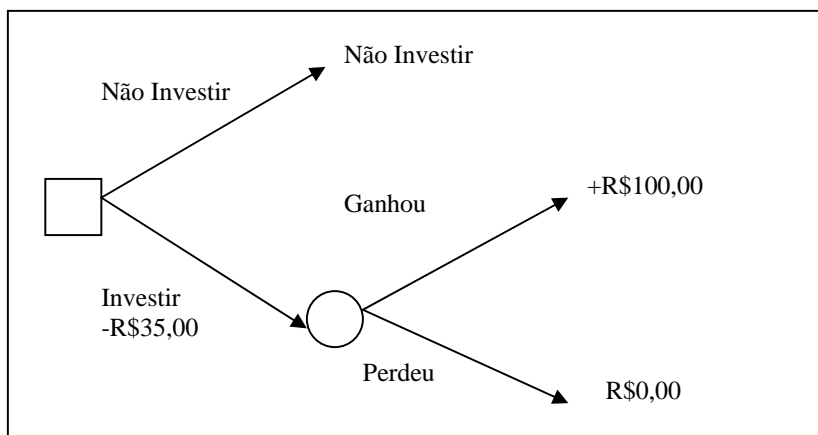 Não Investir
Não Investir
Ganhou
+R$100,00
Investir
-R$35,00
Perdeu
R$0,00